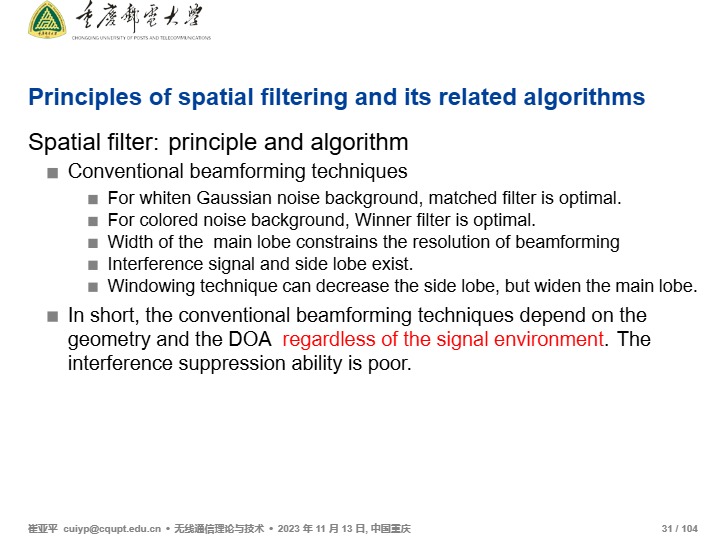 重慶郵電大學
CHONGQING UNIVERSITY OF POSTS AND TELECOMMUNICATIONS
Principles of spatial filtering and its related algorithms
Spatial filter: principle and algorithm
Conventional beamforming techniques
For whiten Gaussian noise background, matched filter is optimal.
For colored noise background, Winner filter is optimal.
Width of the main lobe constrains the resolution of beamforming
Interference signal and side lobe exist.
Windowing technique can decrease the side lobe, but widen the main lobe.
In short, the conventional beamforming techniques depend on the
geometry and the DOA regardless of the signal environment. The
interference suppression ability is poor.
崔亚平 cuiyp@cqupt.edu.cn • 无线通信理论与技术 • 2023 年 11 月 13 日, 中国重庆
31 / 104